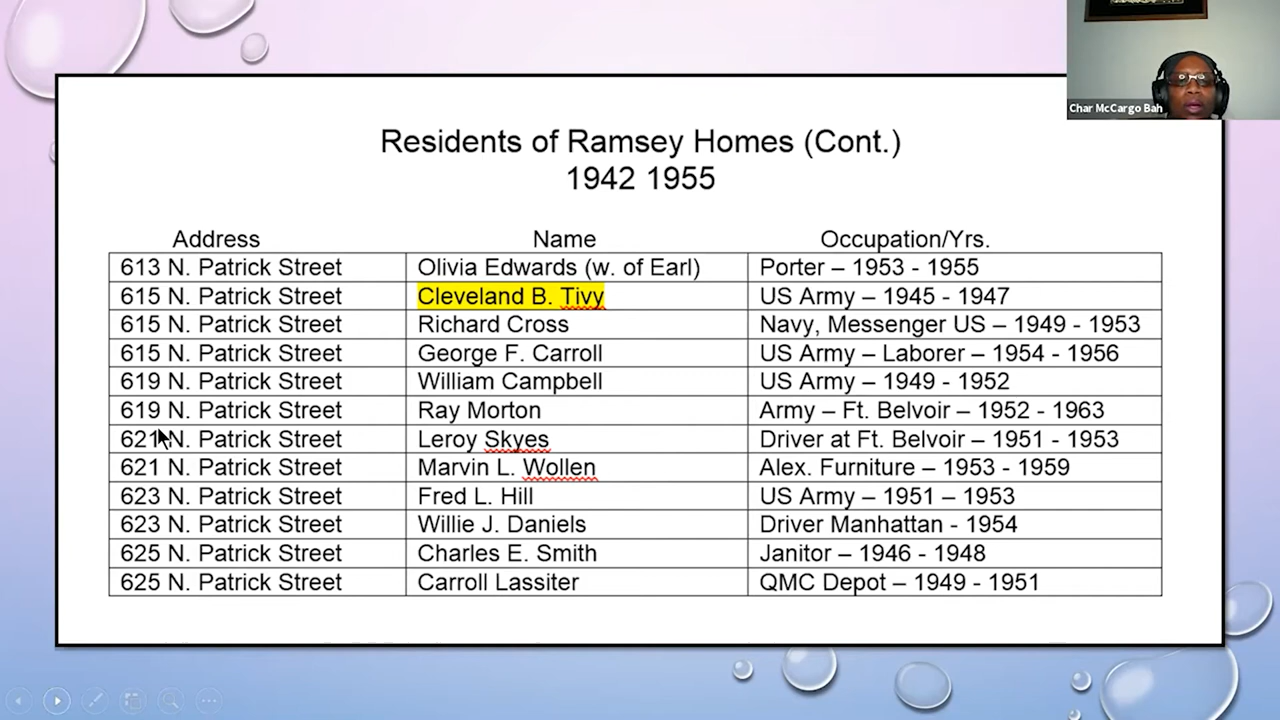 Char McCargo Bah
Residents of Ramsey Homes (Cont.)
1942 1955
Address Name Occupation/Yrs.
613 N. Patrick Street Olivia Edwards (w. of Earl) Porter – 1953 - 1955
615 N. Patrick Street Cleveland B. Tivy US Army – 1945 - 1947
615 N. Patrick Street Richard Cross Navy, Messenger US – 1949 - 1953
615 N. Patrick Street George F. Carroll US Army – Laborer – 1954 - 1956
619 N. Patrick Street William Campbell US Army – 1949 - 1952
619 N. Patrick Street Ray Morton Army – Ft. Belvoir – 1952 - 1963
621 N. Patrick Street Leroy Skyes Driver at Ft. Belvoir – 1951 - 1953
621 N. Patrick Street Marvin L. Wollen Alex. Furniture – 1953 - 1959
623 N. Patrick Street Fred L. Hill US Army – 1951 – 1953
623 N. Patrick Street Willie J. Daniels Driver Manhattan - 1954
625 N. Patrick Street Charles E. Smith Janitor – 1946 - 1948
625 N. Patrick Street Carroll Lassiter QMC Depot – 1949 - 1951